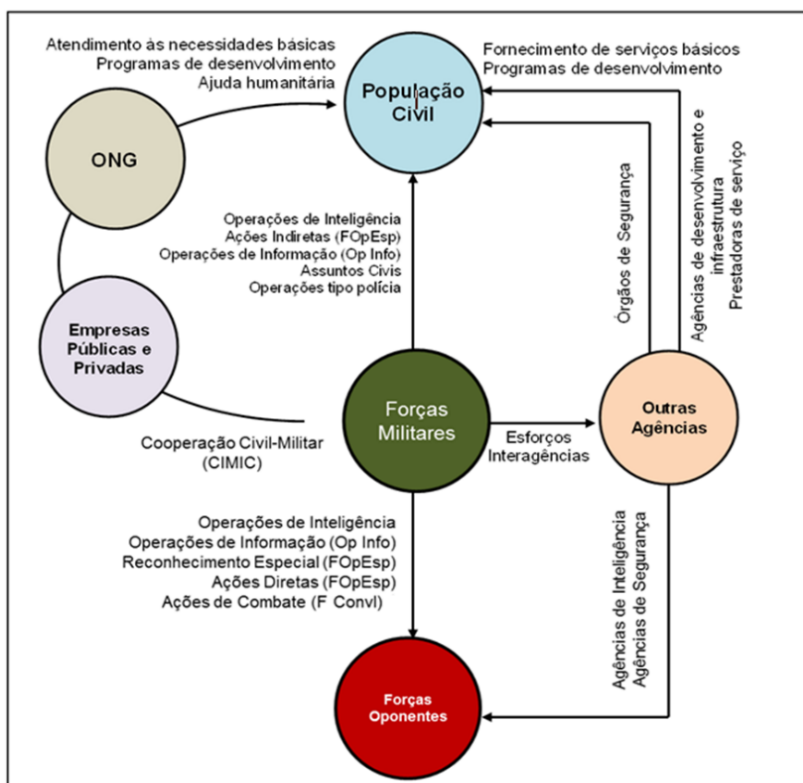 Atendimento às necessidades básicas
Programas de desenvolvimento
Ajuda humanitária
População
Civil
Fornecimento de serviços básicos
Programas de desenvolvimento
ONG
Operações de Inteligência
Ações Indiretas (FOpEsp)
Operações de Informação (Op Info)
Assuntos Civis
Operações tipo polícia
Órgãos de Segurança
Agências de desenvolvimento e
infraestrutura
Prestadoras de serviço
Empresas
Públicas e
Privadas
Forças
Militares
Outras
Agências
Esforços
Interagências
Cooperação Civil-Militar
(CIMIC)
Operações de Inteligência
Operações de Informação (Op Info)
Reconhecimento Especial (FOpEsp)
Ações Diretas (FOpEsp)
Ações de Combate (F Convl)
Agências de Inteligência
Agências de Segurança
Forças
Oponentes